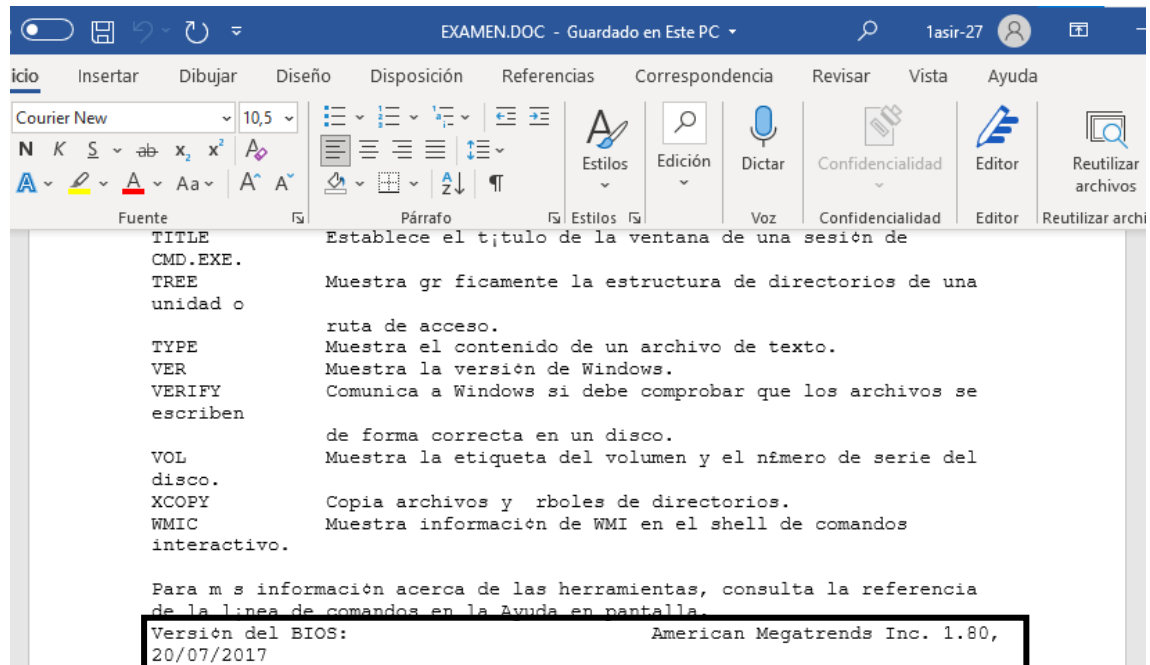 EXAMEN.DOC - Guardado en Este PC
1asir-27
icio Insertar Dibujar Diseño Disposición Referencias Correspondencia Revisar Vista Ayuda
Courier New 10,5
N K S ab x₂ x² A
A A Aa A^ Aˇ
Estilos Edición Dictar Confidencialidad Editor Reutilizar archivos
Fuente Párrafo Estilos Voz Confidencialidad Editor Reutilizar archi
TITLE Establece el t¡tulo de la ventana de una sesi¢n de
CMD.EXE.
TREE Muestra gr ficamente la estructura de directorios de una
unidad o
ruta de acceso.
TYPE Muestra el contenido de un archivo de texto.
VER Muestra la versi¢n de Windows.
VERIFY Comunica a Windows si debe comprobar que los archivos se
escriben
de forma correcta en un disco.
VOL Muestra la etiqueta del volumen y el n£mero de serie del
disco.
XCOPY Copia archivos y  rboles de directorios.
WMIC Muestra informaci¢n de WMI en el shell de comandos
interactivo.
Para m s informaci¢n acerca de las herramientas, consulta la referencia
de la l¡nea de comandos en la Ayuda en pantalla.
Versi¢n del BIOS: American Megatrends Inc. 1.80,
20/07/2017